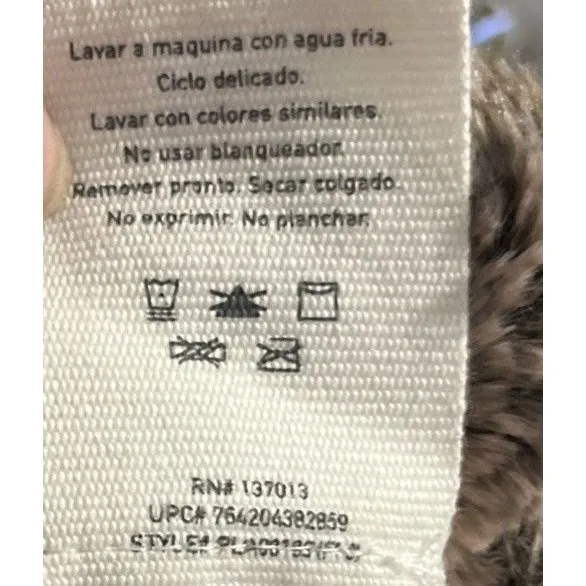 Lavar a maquina con agua fria.
Ciclo delicado.
Lavar con colores similares.
No usar blanqueador.
Remover pronto. Secar colgado.
No exprimir. No planchar.
RN# 137013
UPC# 764204382859
STYLE#